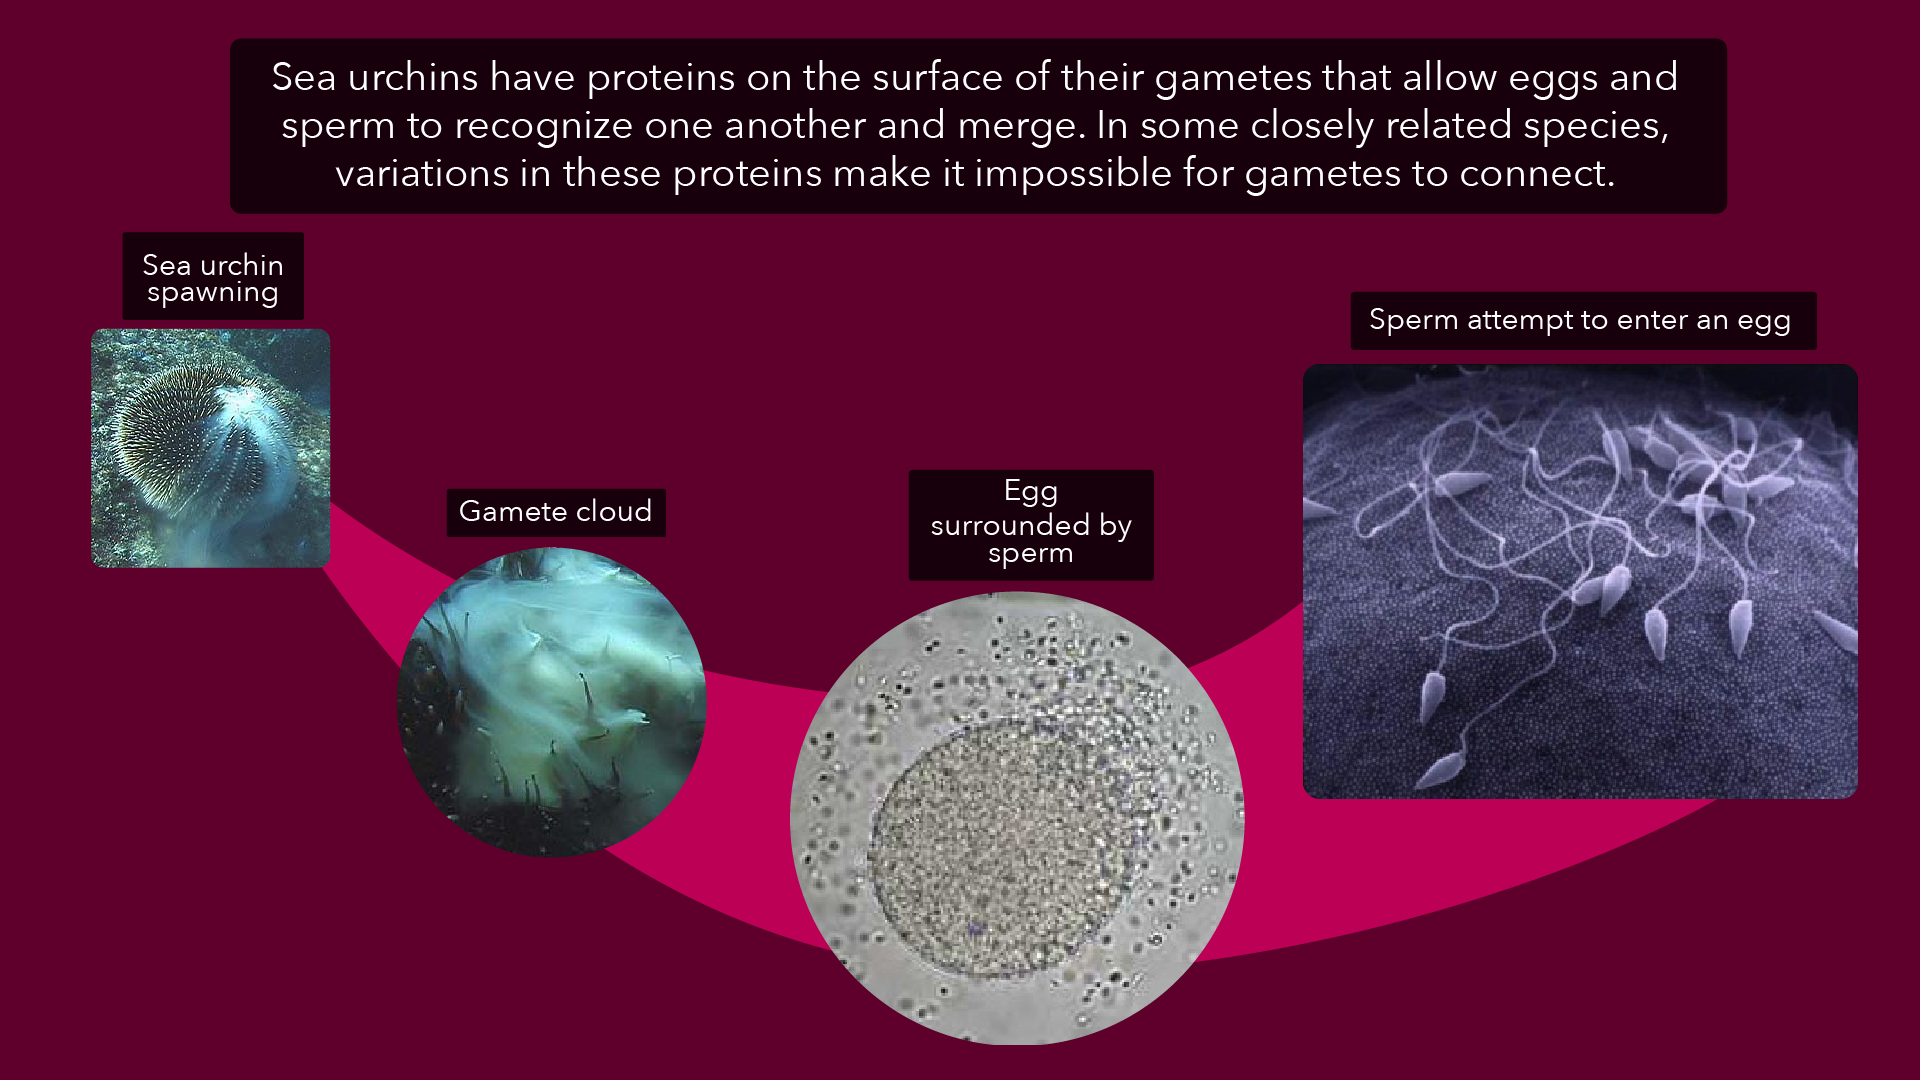 Sea urchins have proteins on the surface of their gametes that allow eggs and
sperm to recognize one another and merge. In some closely related species,
variations in these proteins make it impossible for gametes to connect.
Sea urchin
spawning
Gamete cloud
Egg
surrounded by
sperm
Sperm attempt to enter an egg